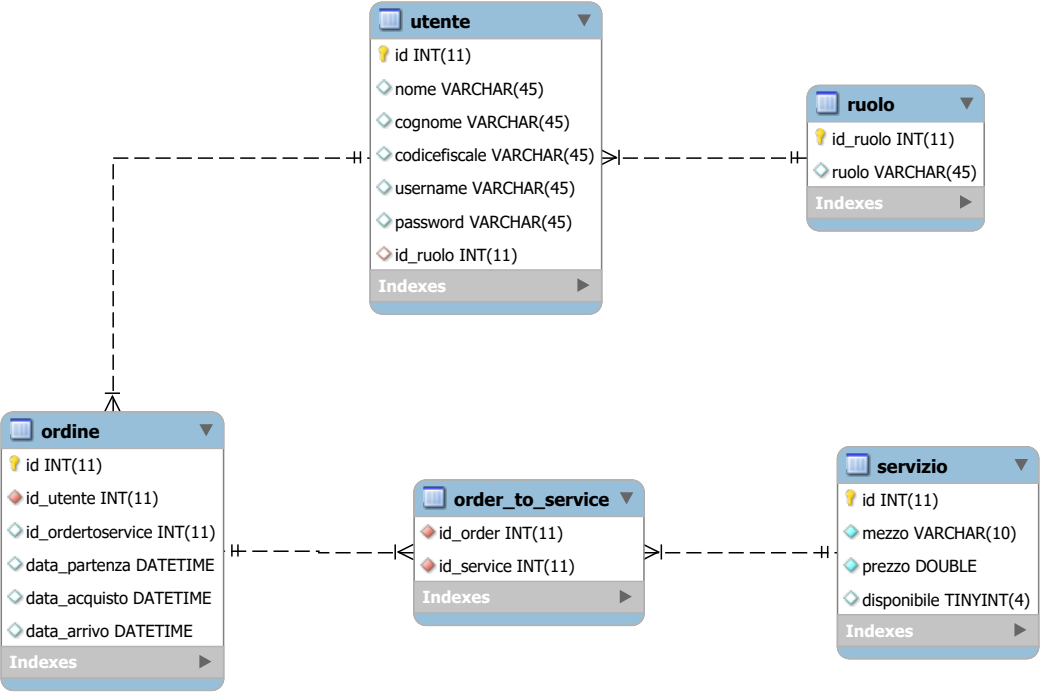 utente
id INT(11)
nome VARCHAR(45)
cognome VARCHAR(45)
codicefiscale VARCHAR(45)
username VARCHAR(45)
password VARCHAR(45)
id_ruolo INT(11)
Indexes
ruolo
id_ruolo INT(11)
ruolo VARCHAR(45)
Indexes
ordine
id INT(11)
id_utente INT(11)
id_ordertoservice INT(11)
data_partenza DATETIME
data_acquisto DATETIME
data_arrivo DATETIME
Indexes
order_to_service
id_order INT(11)
id_service INT(11)
Indexes
servizio
id INT(11)
mezzo VARCHAR(10)
prezzo DOUBLE
disponibile TINYINT(4)
Indexes